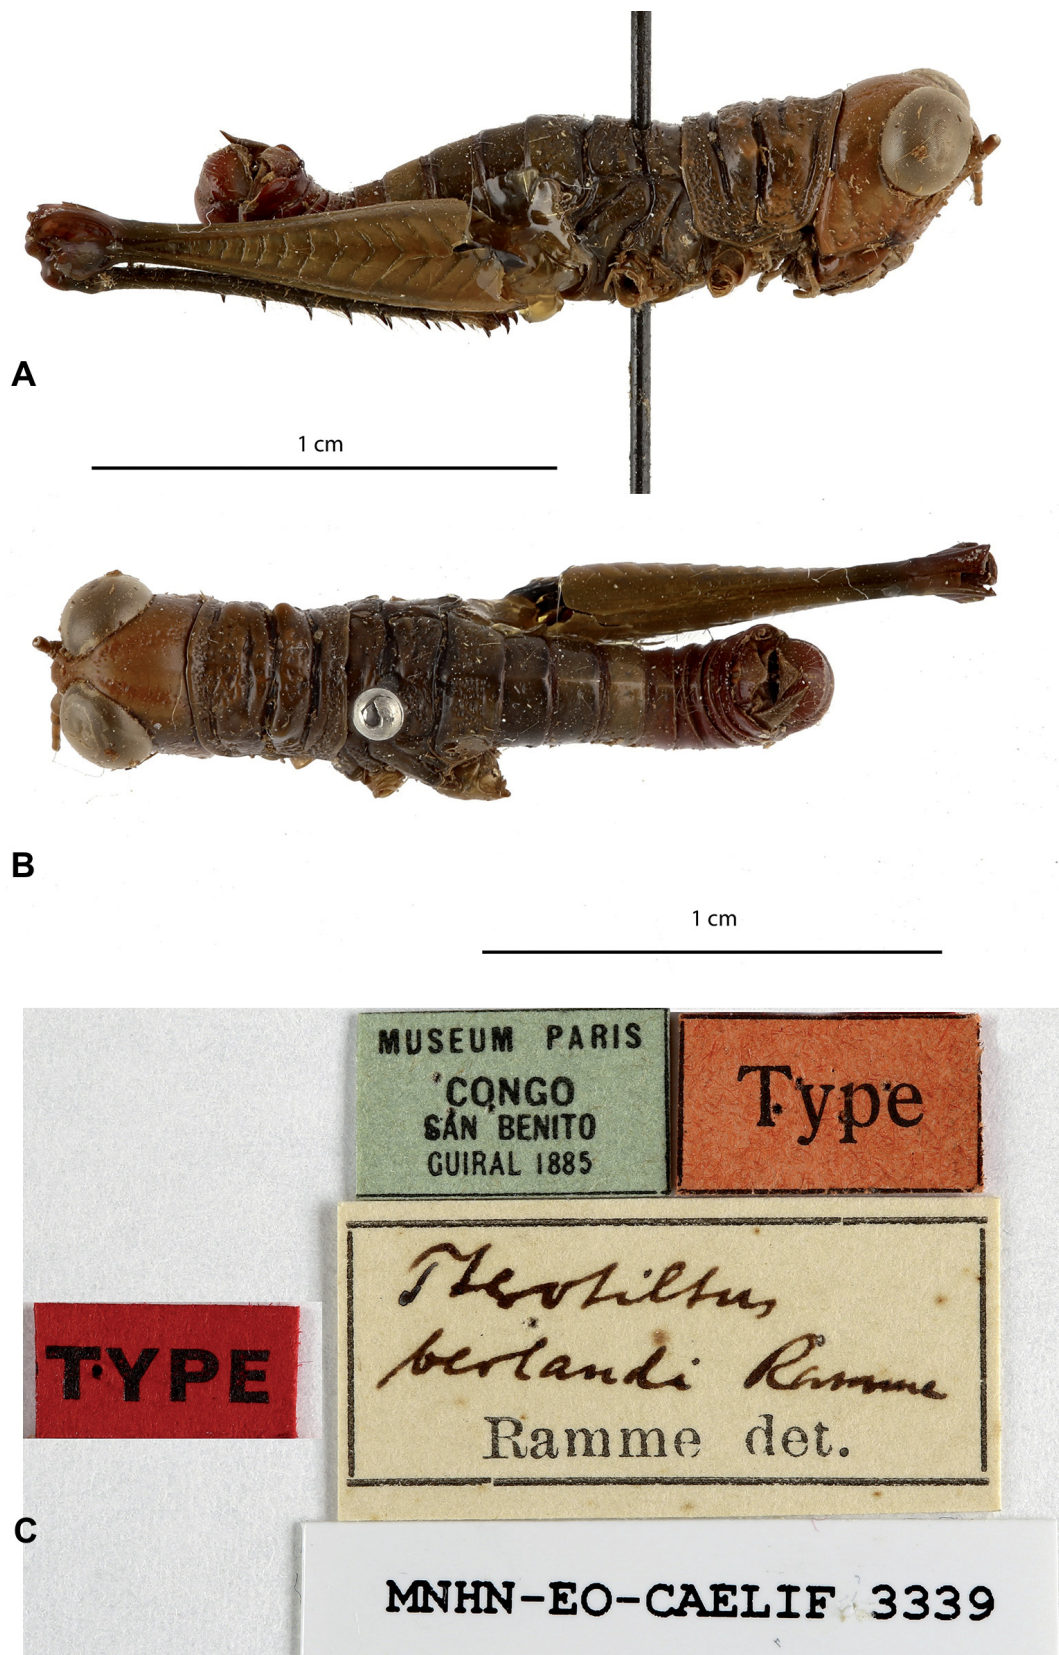 A
1 cm
B
1 cm
MUSEUM PARIS
CONGO
SAN BENITO
GUIRAL 1885
Type
Pterotiltus
berlandi Ramme
Ramme det.
TYPE
C
MNHN-EO-CAELIF 3339